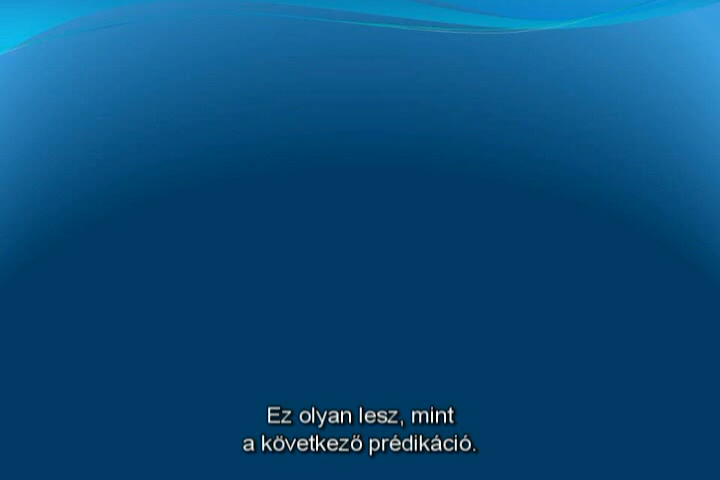 Ez olyan lesz, mint
a következő prédikáció.